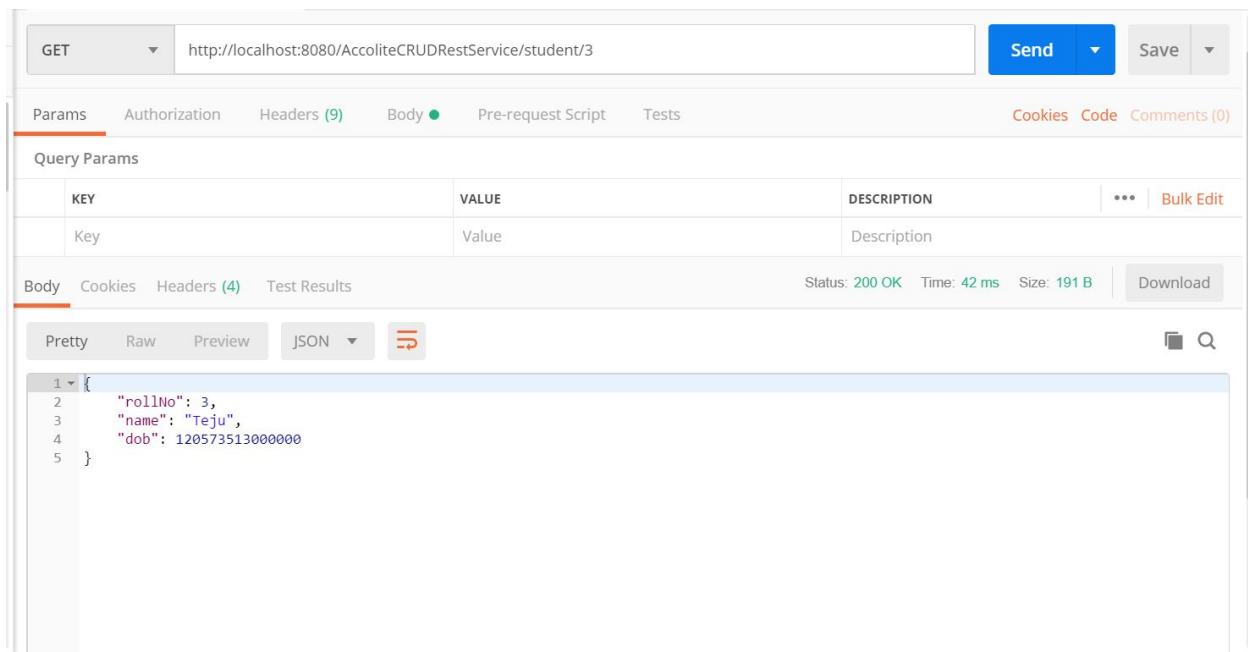 GET http://localhost:8080/AccoliteCRUDRestService/student/3 Send Save
Params Authorization Headers (9) Body Pre-request Script Tests Cookies Code Comments (0)
Query Params
KEY VALUE DESCRIPTION ••• Bulk Edit
Key Value Description
Body Cookies Headers (4) Test Results Status: 200 OK Time: 42 ms Size: 191 B Download
Pretty Raw Preview JSON
1 {
2 "rollNo": 3,
3 "name": "Teju",
4 "dob": 120573513000000
5 }